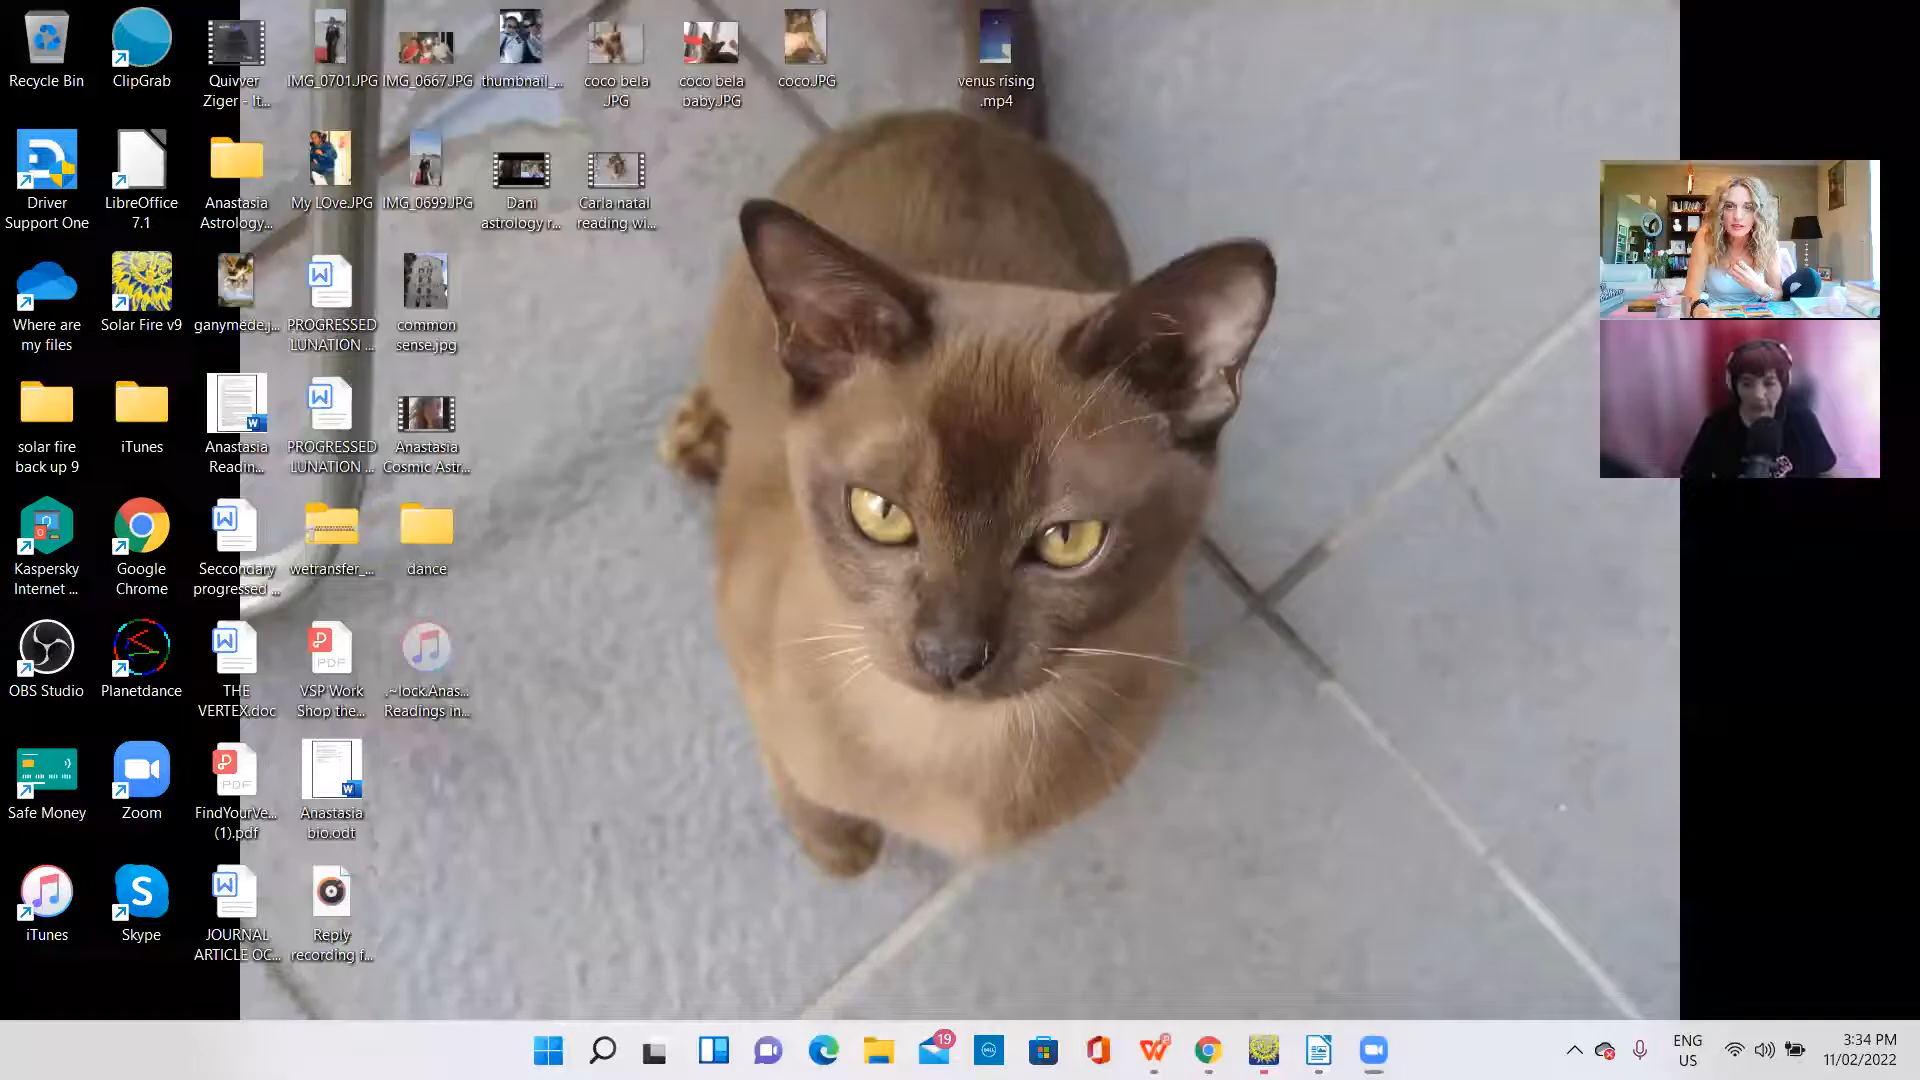 Recycle Bin
ClipGrab
Quivver
Ziger - It...
IMG_0701.JPG
IMG_0667.JPG
thumbnail_...
coco bela
.JPG
coco bela
baby.JPG
coco.JPG
venus rising
.mp4
Driver
Support One
LibreOffice
7.1
Anastasia
Astrology...
My LOve.JPG
IMG_0699.JPG
Dani
astrology r...
Carla natal
reading wi...
Where are
my files
Solar Fire v9
ganymede.j...
PROGRESSED
LUNATION ...
common
sense.jpg
solar fire
back up 9
iTunes
Anastasia
Readin...
PROGRESSED
LUNATION ...
Anastasia
Cosmic Astr...
Kaspersky
Internet ...
Google
Chrome
Seccondary
progressed ...
wetransfer_...
dance
OBS Studio
Planetdance
THE
VERTEX.doc
VSP Work
Shop the...
.~lock.Anas...
Readings in...
Safe Money
Zoom
FindYourVe...
(1).pdf
Anastasia
bio.odt
iTunes
Skype
JOURNAL
ARTICLE OC...
Reply
recording f...
19
ENG
US
3:34 PM
11/02/2022